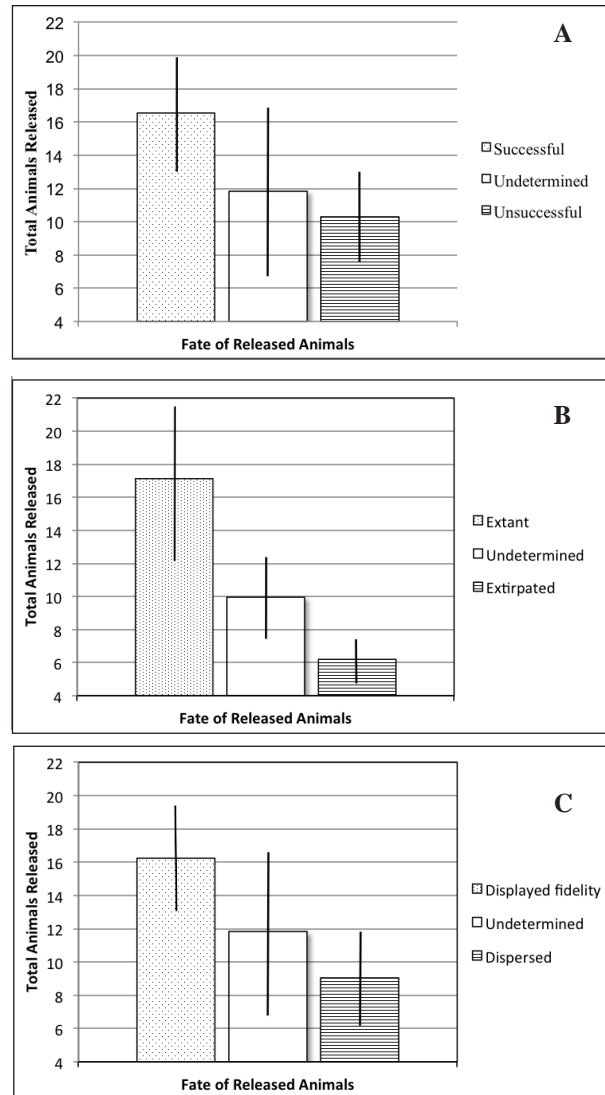 A
22
20
18
16
14
12
10
8
6
4
Total Animals Released
Fate of Released Animals
Successful
Undetermined
Unsuccessful
B
22
20
18
16
14
12
10
8
6
4
Total Animals Released
Fate of Released Animals
Extant
Undetermined
Extirpated
C
22
20
18
16
14
12
10
8
6
4
Total Animals Released
Fate of Released Animals
Displayed fidelity
Undetermined
Dispersed